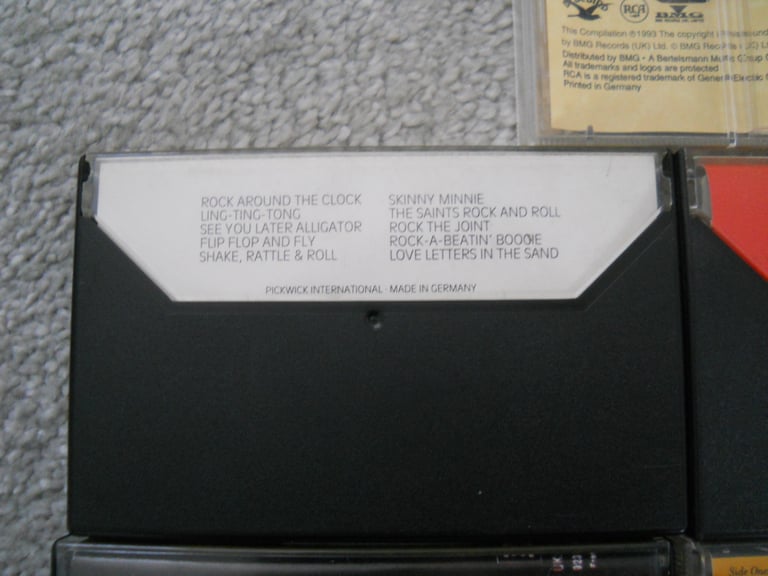 RCA
BMG
This Compilation ℗1993 The copyright
by BMG Records (UK) Ltd. © BMG
Distributed by BMG • A Bertelsmann Group
All trademarks and logos are protected
RCA is a registered trademark of General Electric
Printed in Germany
ROCK AROUND THE CLOCK
LING-TING-TONG
SEE YOU LATER ALLIGATOR
FLIP FLOP AND FLY
SHAKE, RATTLE & ROLL
SKINNY MINNIE
THE SAINTS ROCK AND ROLL
ROCK THE JOINT
ROCK-A-BEATIN' BOOGIE
LOVE LETTERS IN THE SAND
PICKWICK INTERNATIONAL · MADE IN GERMANY
UK
923
Side One